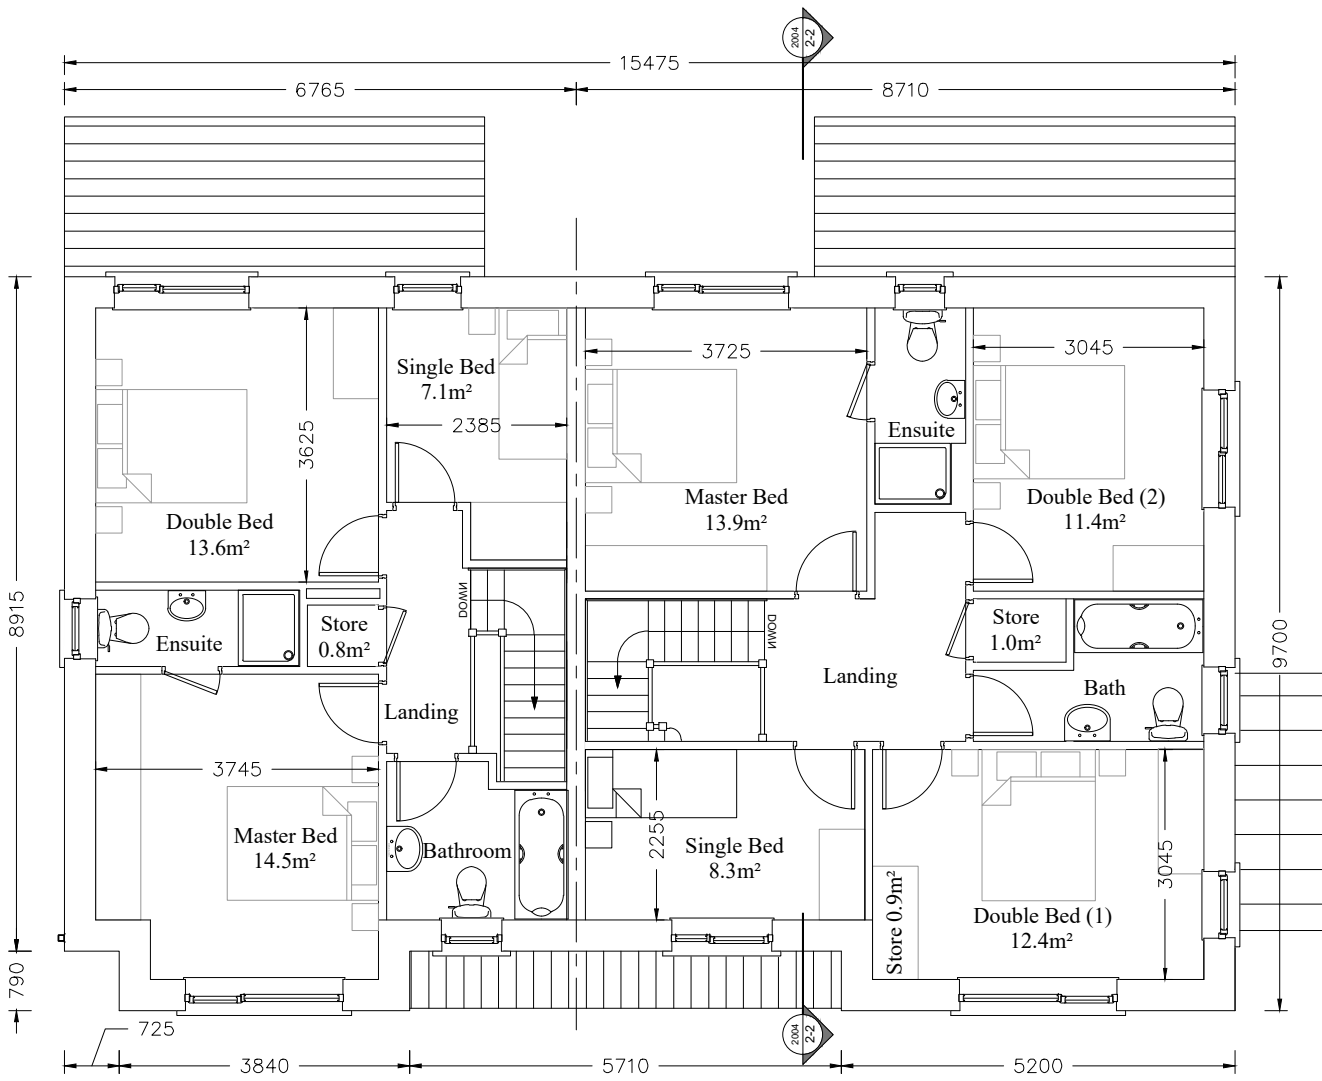 2004
2-2
15475
6765
8710
Single Bed
7.1m²
2385
3625
3725
3045
Ensuite
Double Bed
13.6m²
Master Bed
13.9m²
Double Bed (2)
11.4m²
8915
9700
DOWN
DOWN
Ensuite
Store
0.8m²
Store
1.0m²
Landing
Landing
Bath
3745
Master Bed
14.5m²
Bathroom
2255
Single Bed
8.3m²
Store 0.9m²
3045
Double Bed (1)
12.4m²
790
725
2004
2-2
3840
5710
5200